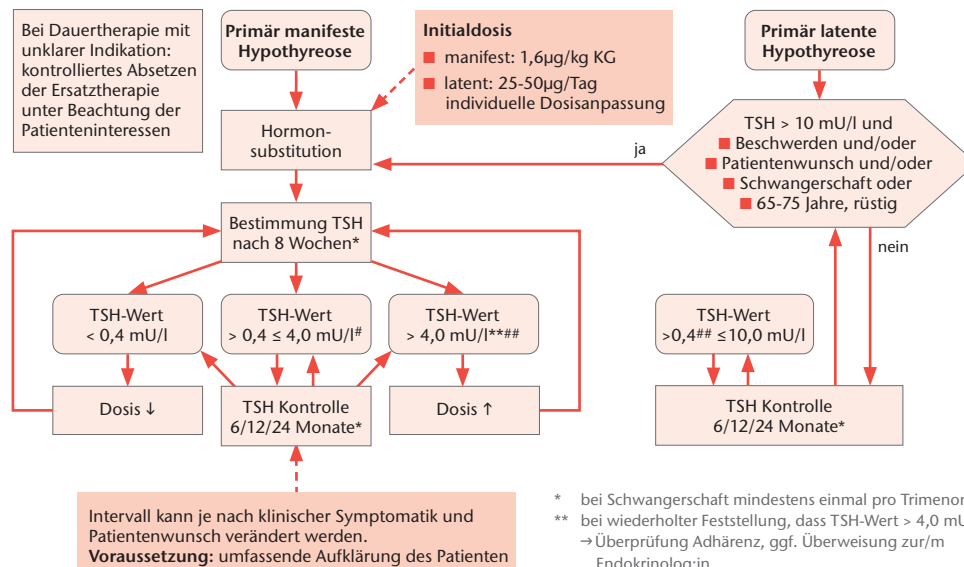 Bei Dauertherapie mit
unklarer Indikation:
kontrolliertes Absetzen
der Ersatztherapie
unter Beachtung der
Patienteninteressen
Primär manifeste
Hypothyreose
Initialdosis
■ manifest: 1,6µg/kg KG
■ latent: 25-50µg/Tag
individuelle Dosisanpassung
Primär latente
Hypothyreose
Hormon-
substitution
ja
TSH > 10 mU/l und
■ Beschwerden und/oder
■ Patientenwunsch und/oder
■ Schwangerschaft oder
■ 65-75 Jahre, rüstig
nein
Bestimmung TSH
nach 8 Wochen*
TSH-Wert
< 0,4 mU/l
TSH-Wert
> 0,4 ≤ 4,0 mU/l#
TSH-Wert
> 4,0 mU/l**##
TSH-Wert
>0,4## ≤10,0 mU/l
Dosis ↓
TSH Kontrolle
6/12/24 Monate*
Dosis ↑
TSH Kontrolle
6/12/24 Monate*
Intervall kann je nach klinischer Symptomatik und
Patientenwunsch verändert werden.
Voraussetzung: umfassende Aufklärung des Patienten
* bei Schwangerschaft mindestens einmal pro Trimenon
** bei wiederholter Feststellung, dass TSH-Wert > 4,0 mU
→ Überprüfung Adhärenz, ggf. Überweisung zur/m
Endokrinolog:in